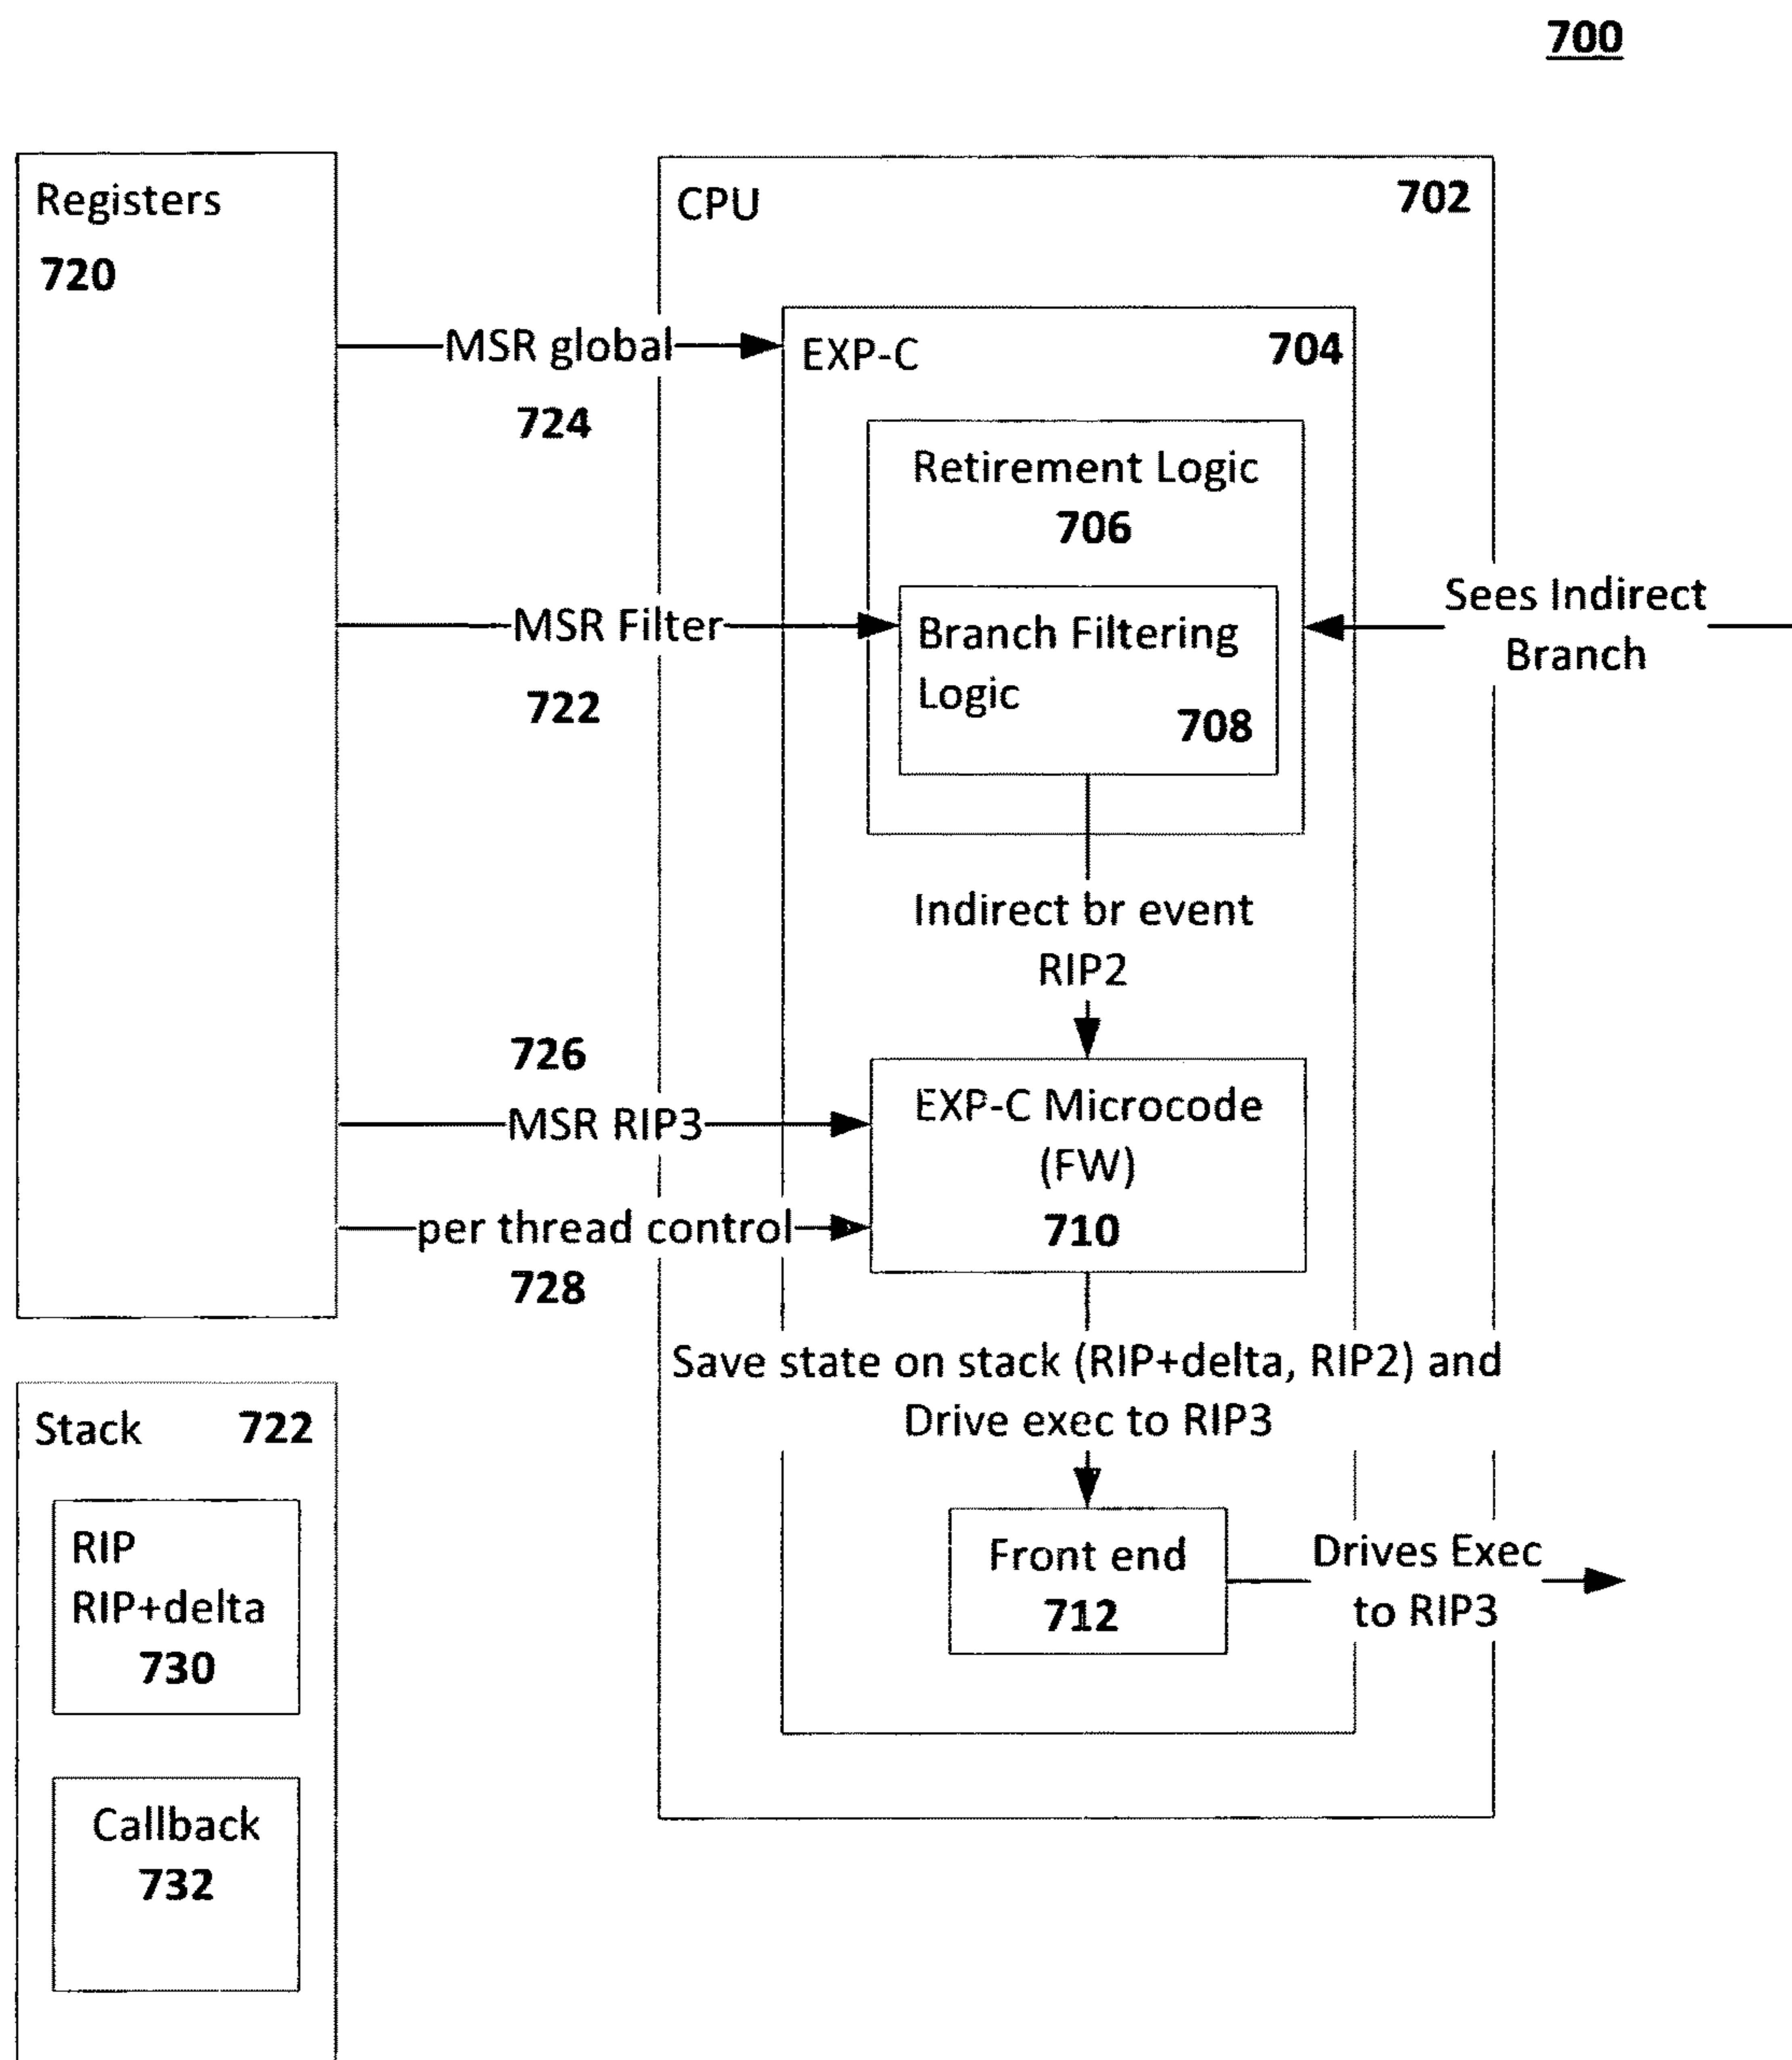 700
Registers
720
CPU
702
MSR global
724
EXP-C
704
Retirement Logic
706
MSR Filter
722
Branch Filtering
Logic
708
Sees Indirect
Branch
Indirect br event
RIP2
726
MSR RIP3
per thread control
728
EXP-C Microcode
(FW)
710
Save state on stack (RIP+delta, RIP2) and
Drive exec to RIP3
Stack
722
RIP
RIP+delta
730
Front end
712
Drives Exec
to RIP3
Callback
732